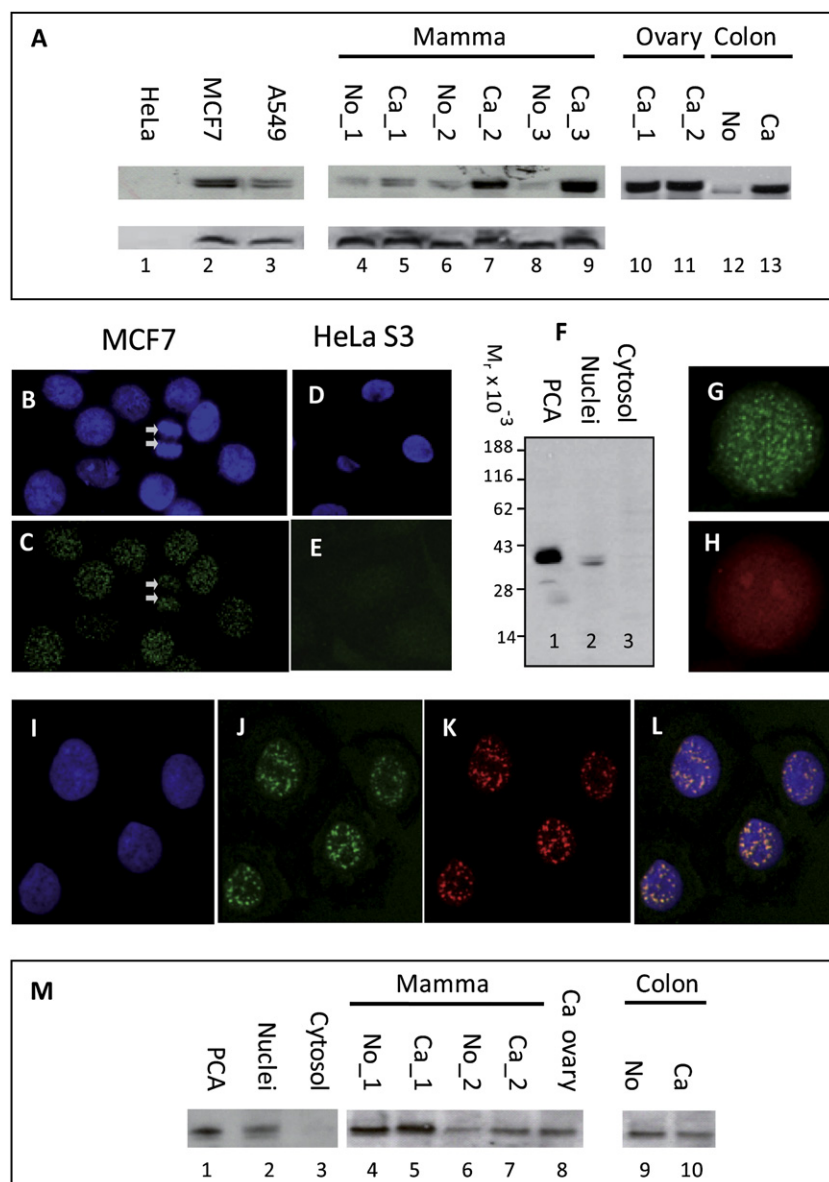 A
Mamma
Ovary Colon
HeLa
MCF7
A549
No_1
Ca_1
No_2
Ca_2
No_3
Ca_3
Ca_1
Ca_2
No
Ca
1 2 3 4 5 6 7 8 9 10 11 12 13
MCF7
HeLa S3
F
Mr x10-3
PCA
Nuclei
Cytosol
B
D
G
188
116
62
C
E
43
H
28
14
1 2 3
I
J
K
L
M
Mamma
Colon
PCA
Nuclei
Cytosol
No_1
Ca_1
No_2
Ca_2
Ca ovary
No
Ca
1 2 3 4 5 6 7 8 9 10